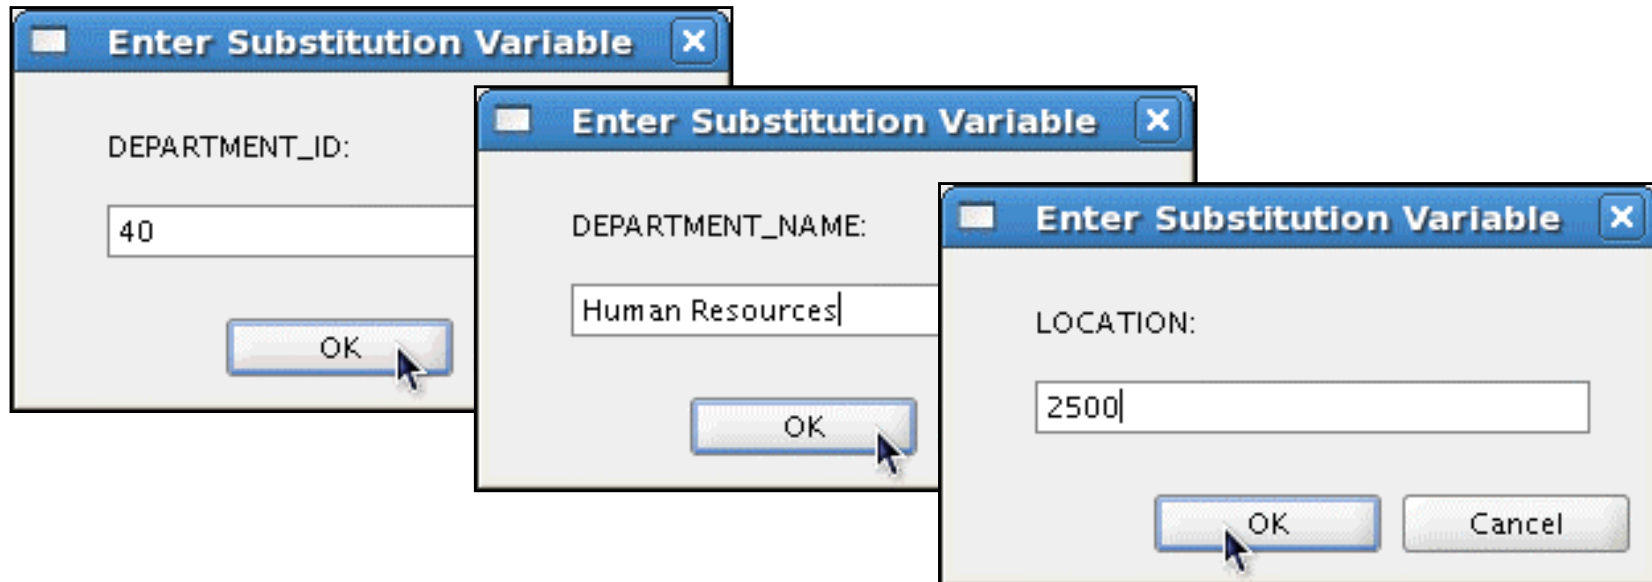 Enter Substitution Variable
DEPARTMENT_ID:
40
OK
Enter Substitution Variable
DEPARTMENT_NAME:
Human Resources
OK
Enter Substitution Variable
LOCATION:
2500
OK
Cancel